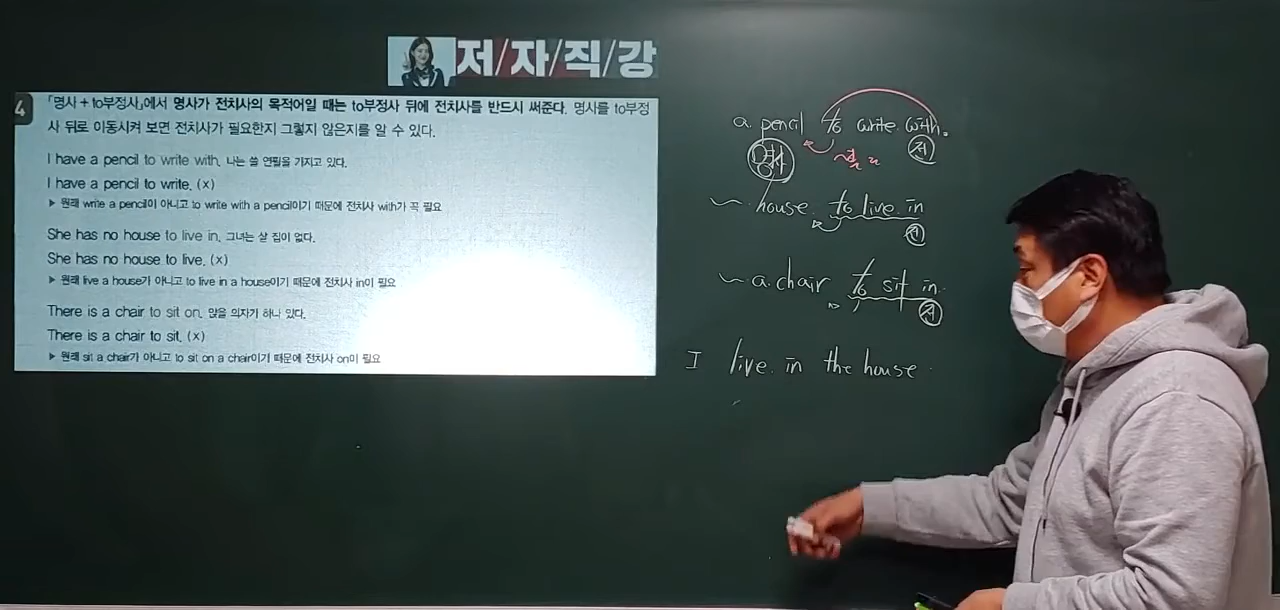 저/자/직/강
4
「명사 + to부정사」에서 명사가 전치사의 목적어일 때는 to부정사 뒤에 전치사를 반드시 써준다. 명사를 to부정
사 뒤로 이동시켜 보면 전치사가 필요한지 그렇지 않은지를 알 수 있다.
I have a pencil to write with. 나는 쓸 연필을 가지고 있다.
I have a pencil to write. (x)
▶ 원래 write a pencil이 아니고 to write with a pencil이기 때문에 전치사 with가 꼭 필요
She has no house to live in. 그녀는 살 집이 없다.
She has no house to live. (x)
▶ 원래 live a house가 아니고 to live in a house이기 때문에 전치사 in이 필요
There is a chair to sit on. 앉을 의자가 하나 있다.
There is a chair to sit. (x)
▶ 원래 sit a chair가 아니고 to sit on a chair이기 때문에 전치사 on이 필요
a pencil to write with.
명사 전
~ house to live in
전
~ a chair to sit in.
전
I live in the house.